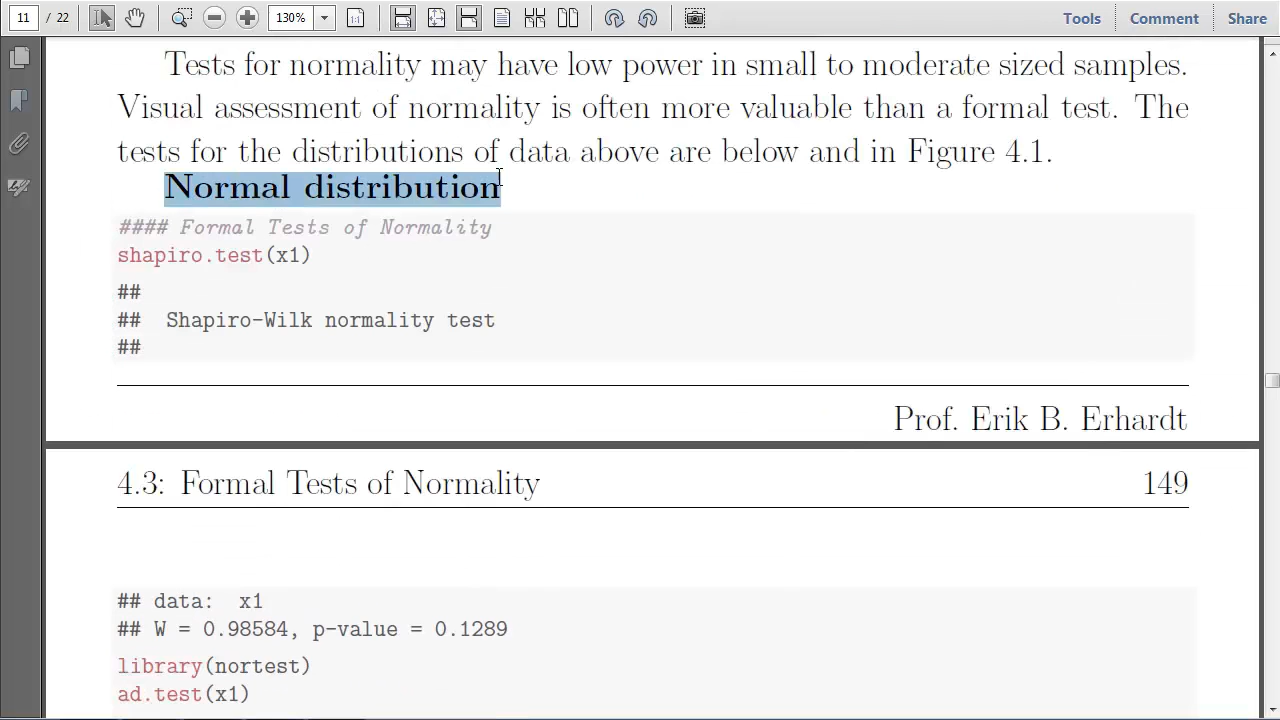 11 / 22 130% Tools Comment Share
Tests for normality may have low power in small to moderate sized samples.
Visual assessment of normality is often more valuable than a formal test. The
tests for the distributions of data above are below and in Figure 4.1.
Normal distribution
#### Formal Tests of Normality
shapiro.test(x1)
##
## Shapiro-Wilk normality test
##
Prof. Erik B. Erhardt
4.3: Formal Tests of Normality 149
## data: x1
## W = 0.98584, p-value = 0.1289
library(nortest)
ad.test(x1)